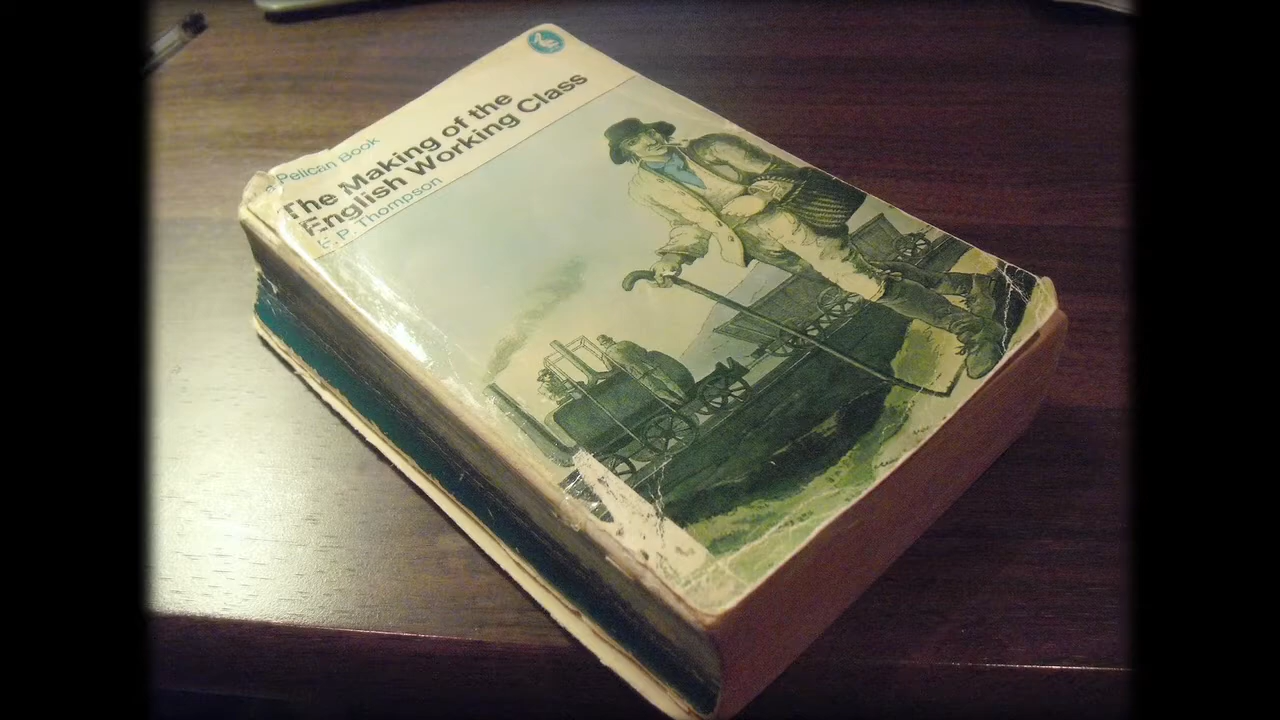 a Pelican Book
The Making of the
English Working Class
E. P. Thompson